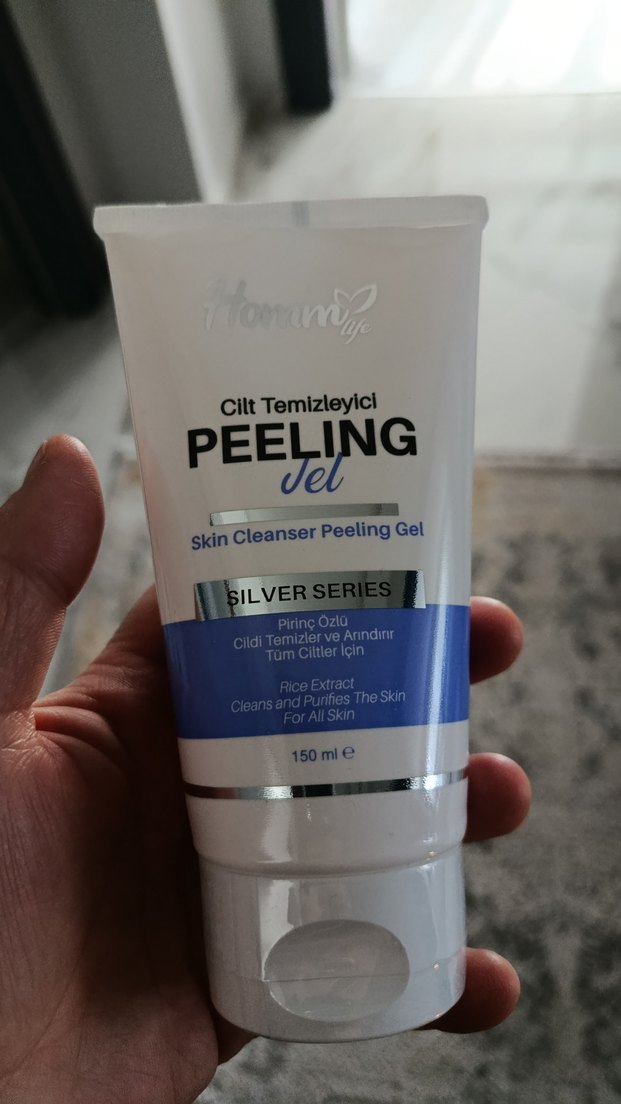 Homm life
Cilt Temizleyici
PEELING
Jel
Skin Cleanser Peeling Gel
SILVER SERIES
Pirinç Özlü
Cildi Temizler ve Arındırır
Tüm Ciltler İçin
Rice Extract
Cleans and Purifies The Skin
For All Skin
150 ml ℮